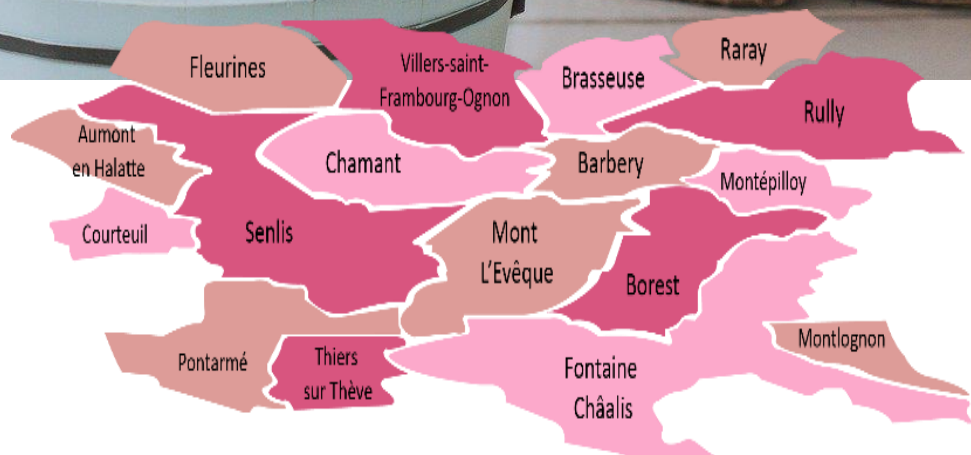 Fleurines
Villers-saint-
Frambourg-Ognon
Brasseuse
Raray
Rully
Aumont
en Halatte
Chamant
Barbery
Montépilloy
Courteuil
Senlis
Mont
L'Evêque
Borest
Pontarmé
Thiers
sur Thève
Fontaine
Châalis
Montlognon